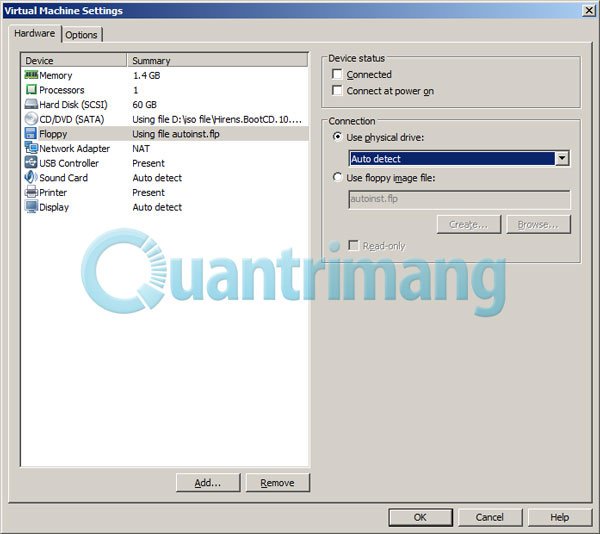 Virtual Machine Settings
Hardware Options
Device Summary
Memory 1.4 GB
Processors 1
Hard Disk (SCSI) 60 GB
CD/DVD (SATA) Using file D:\iso file\Hirens.BootCD.10....
Floppy Using file autoinst.flp
Network Adapter NAT
USB Controller Present
Sound Card Auto detect
Printer Present
Display Auto detect
Add... Remove
Device status
Connected
Connect at power on
Connection
Use physical drive:
Auto detect
Use floppy image file:
autoinst.flp
Create... Browse...
Read-only
Quantrimang
OK Cancel Help